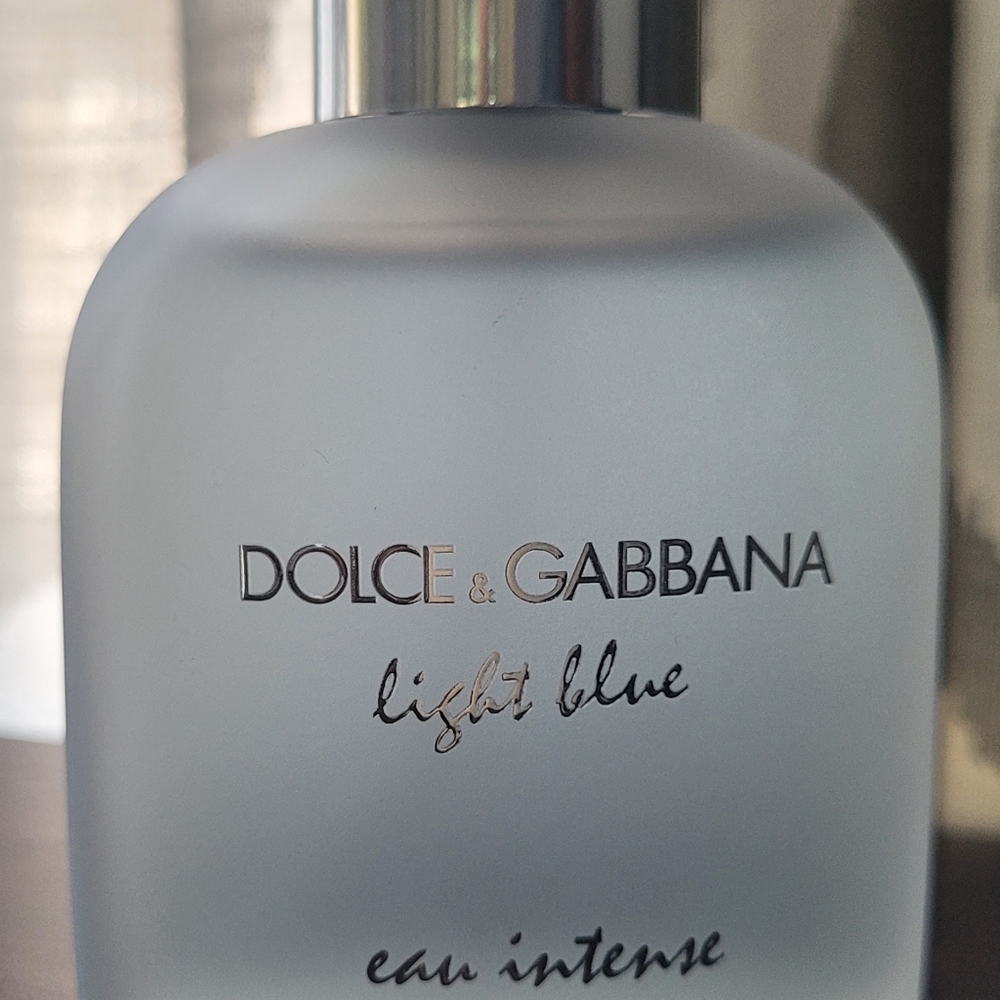 DOLCE & GABBANA
light blue
eau intense